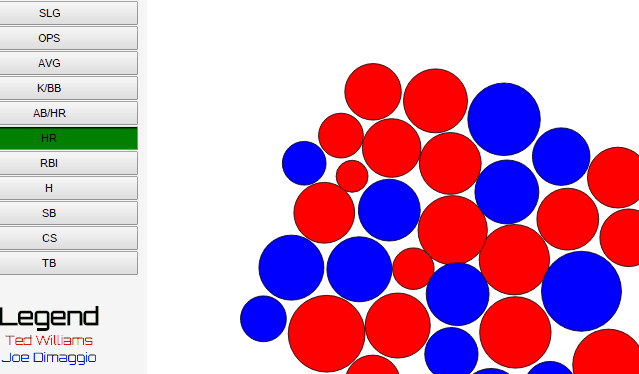 SLG
OPS
AVG
K/BB
AB/HR
HR
RBI
H
SB
CS
TB
Legend
Ted Williams
Joe Dimaggio